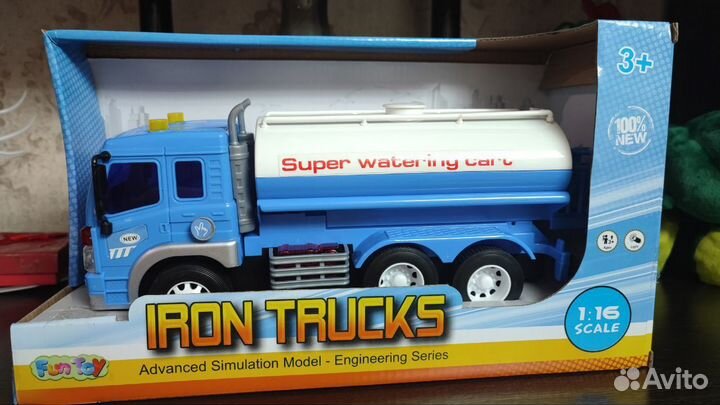 3+
100%
NEW
Super watering cart
NEW
1:16
SCALE
IRON TRUCKS
Advanced Simulation Model - Engineering Series
Fun Toy
Avito